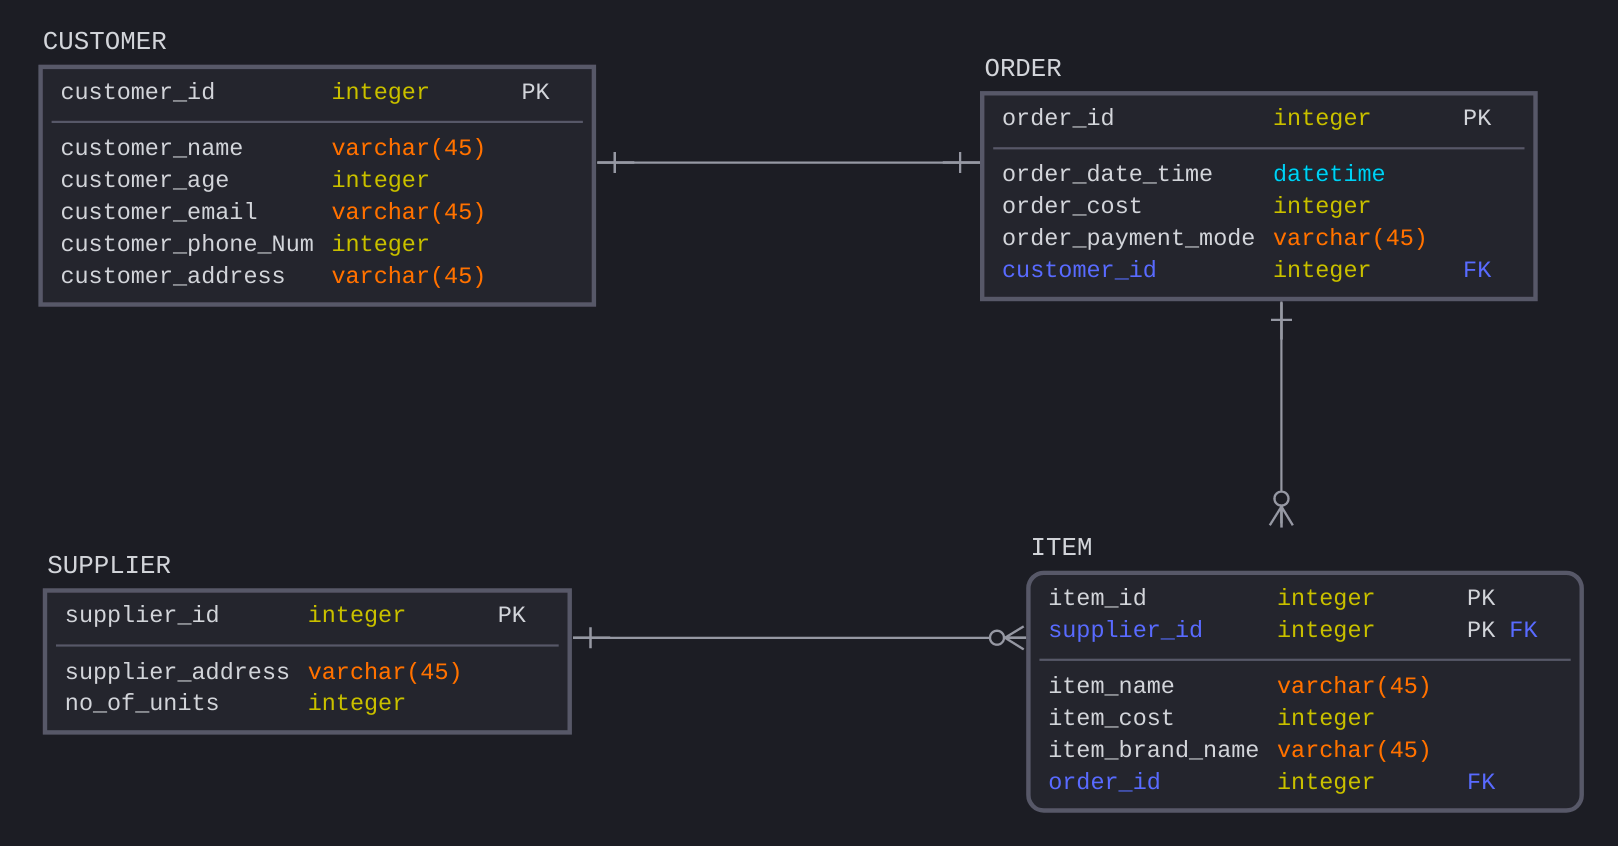 CUSTOMER
customer_id integer PK
customer_name varchar(45)
customer_age integer
customer_email varchar(45)
customer_phone_Num integer
customer_address varchar(45)
ORDER
order_id integer PK
order_date_time datetime
order_cost integer
order_payment_mode varchar(45)
customer_id integer FK
SUPPLIER
supplier_id integer PK
supplier_address varchar(45)
no_of_units integer
ITEM
item_id integer PK
supplier_id integer PK FK
item_name varchar(45)
item_cost integer
item_brand_name varchar(45)
order_id integer FK